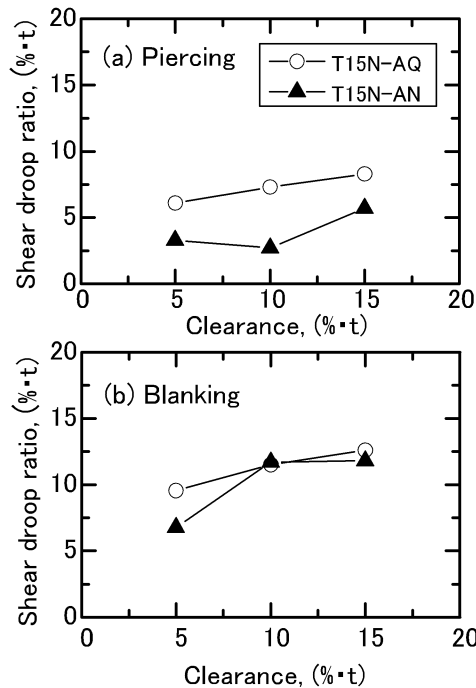 20
(a) Piercing
T15N-AQ
T15N-AN
15
10
5
0
Shear droop ratio, (%・t)
0 5 10 15 20
Clearance, (%・t)
20
(b) Blanking
15
10
5
0
Shear droop ratio, (%・t)
0 5 10 15 20
Clearance, (%・t)